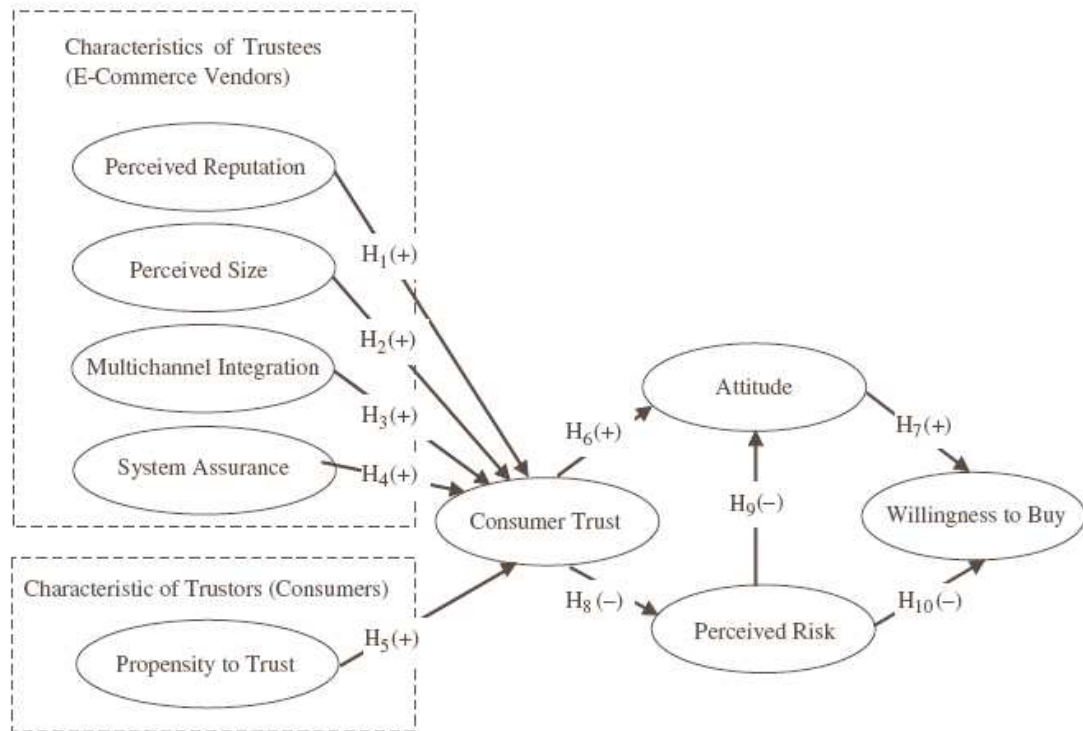 Characteristics of Trustees
(E-Commerce Vendors)
Perceived Reputation
H1(+)
Perceived Size
H2(+)
Multichannel Integration
H3(+)
System Assurance
H4(+)
Characteristic of Trustors (Consumers)
Propensity to Trust
H5(+)
Consumer Trust
H6(+)
Attitude
H7(+)
H9(–)
Willingness to Buy
H8(–)
Perceived Risk
H10(–)